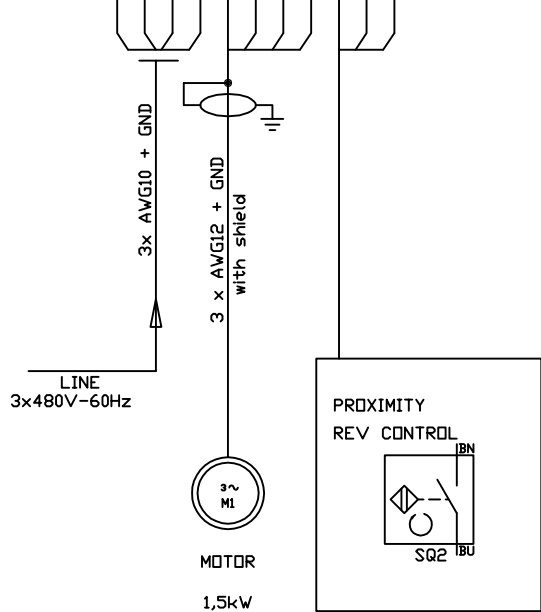 3x AWG10 + GND
3 x AWG12 + GND
with shield
LINE
3x480V-60Hz
PROXIMITY
REV CONTROL
BN
3~
M1
SQ2
BU
MOTOR
1,5kW